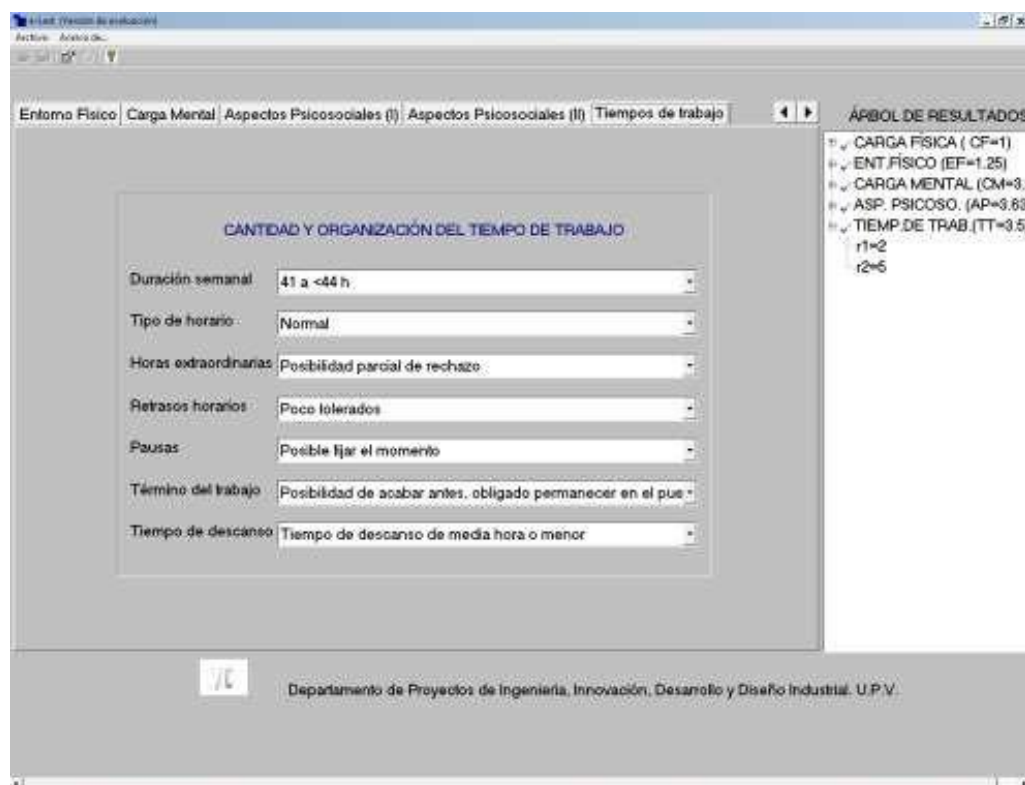 e-Lest (Versión de evaluación)
Archivo Acerca de...
Entorno Físico Carga Mental Aspectos Psicosociales (I) Aspectos Psicosociales (II) Tiempos de trabajo
ÁRBOL DE RESULTADOS
CARGA FÍSICA ( CF=1)
ENT.FÍSICO (EF=1.25)
CARGA MENTAL (CM=3.
ASP. PSICOSO. (AP=3.63
TIEMP.DE TRAB.(TT=3.5
r1=2
r2=5
CANTIDAD Y ORGANIZACIÓN DEL TIEMPO DE TRABAJO
Duración semanal 41 a <44 h
Tipo de horario Normal
Horas extraordinarias Posibilidad parcial de rechazo
Retrasos horarios Poco tolerados
Pausas Posible fijar el momento
Término del trabajo Posibilidad de acabar antes, obligado permanecer en el pue
Tiempo de descanso Tiempo de descanso de media hora o menor
Departamento de Proyectos de Ingeniería, Innovación, Desarrollo y Diseño Industrial. U.P.V.